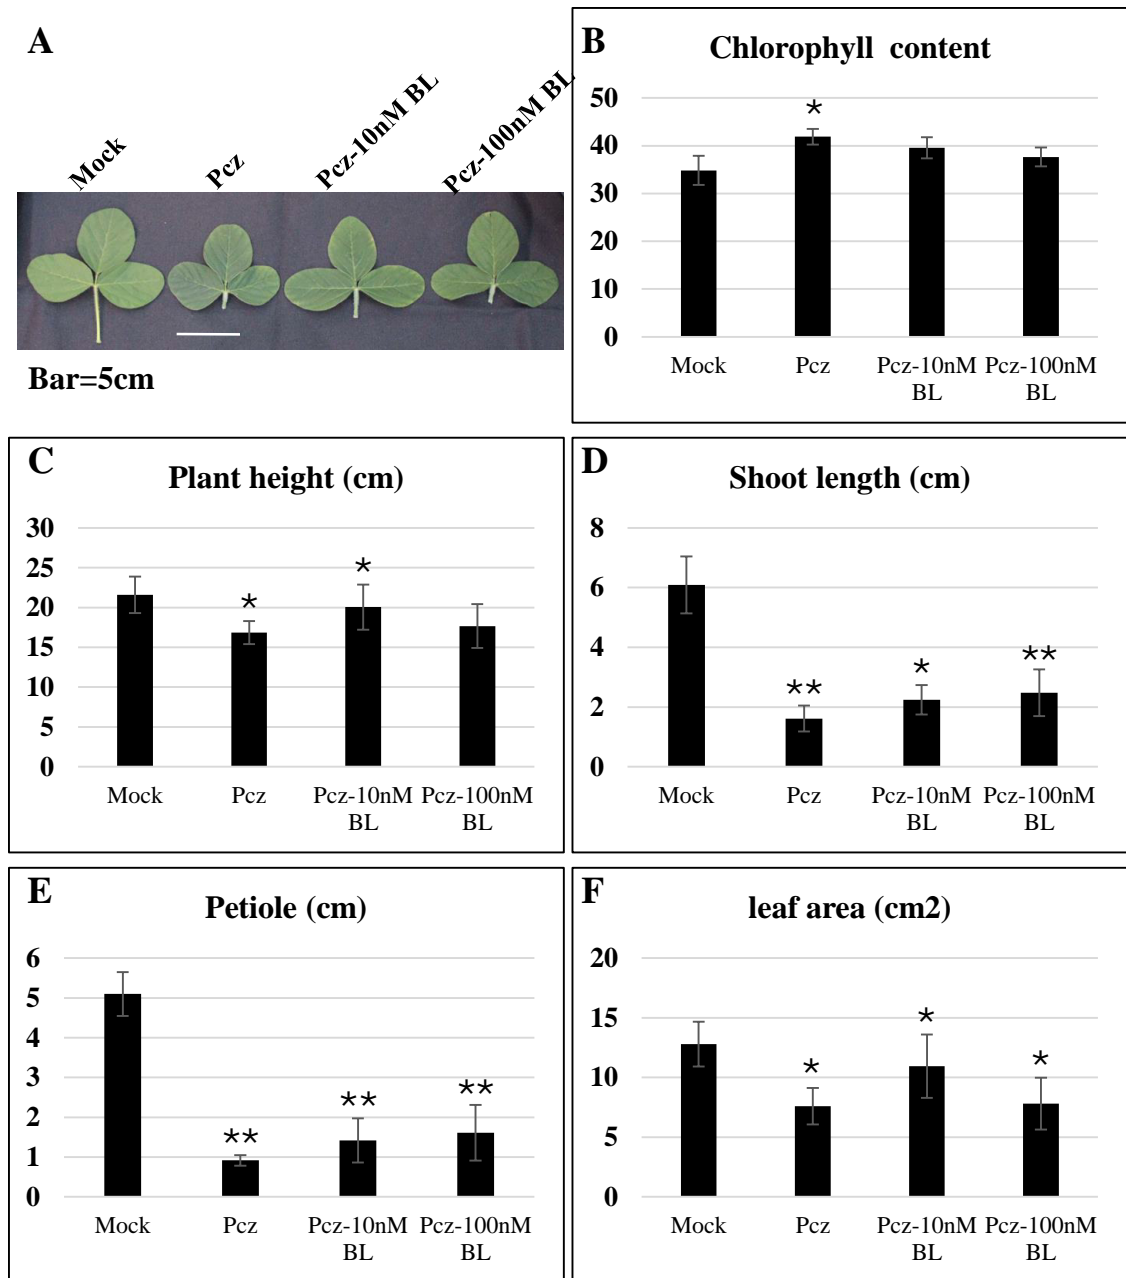 A
Mock
Pcz
Pcz-10nM BL
Pcz-100nM BL
Bar=5cm
B
Chlorophyll content
50
40
30
20
10
0
*
Mock
Pcz
Pcz-10nM
BL
Pcz-100nM
BL
C
Plant height (cm)
30
25
20
15
10
5
0
*
*
Mock
Pcz
Pcz-10nM
BL
Pcz-100nM
BL
D
Shoot length (cm)
8
6
4
2
0
**
*
**
Mock
Pcz
Pcz-10nM
BL
Pcz-100nM
BL
E
Petiole (cm)
6
5
4
3
2
1
0
**
**
**
Mock
Pcz
Pcz-10nM
BL
Pcz-100nM
BL
F
leaf area (cm2)
20
15
10
5
0
*
*
*
Mock
Pcz
Pcz-10nM
BL
Pcz-100nM
BL